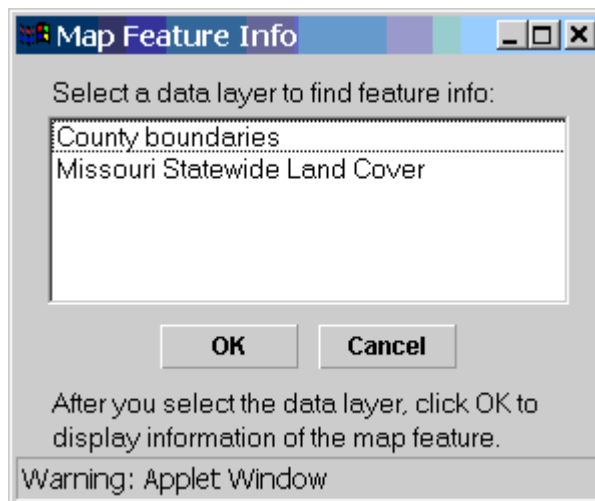 Map Feature Info
Select a data layer to find feature info:
County boundaries
Missouri Statewide Land Cover
OK Cancel
After you select the data layer, click OK to
display information of the map feature.
Warning: Applet Window